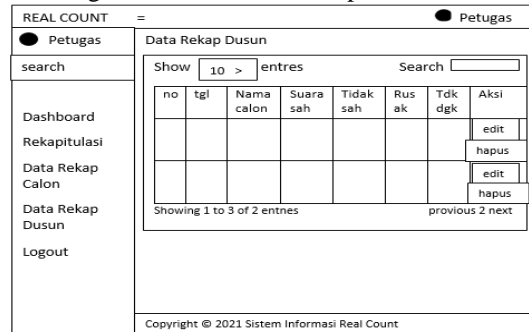 REAL COUNT = Petugas
Petugas
search
Dashboard
Rekapitulasi
Data Rekap
Calon
Data Rekap
Dusun
Logout
Data Rekap Dusun
Show 10 > entres Search
no tgl Nama calon Suara sah Tidak sah Rus ak Tdk dgk Aksi
edit
hapus
edit
hapus
Showing 1 to 3 of 2 entnes provious 2 next
Copyright © 2021 Sistem Informasi Real Count